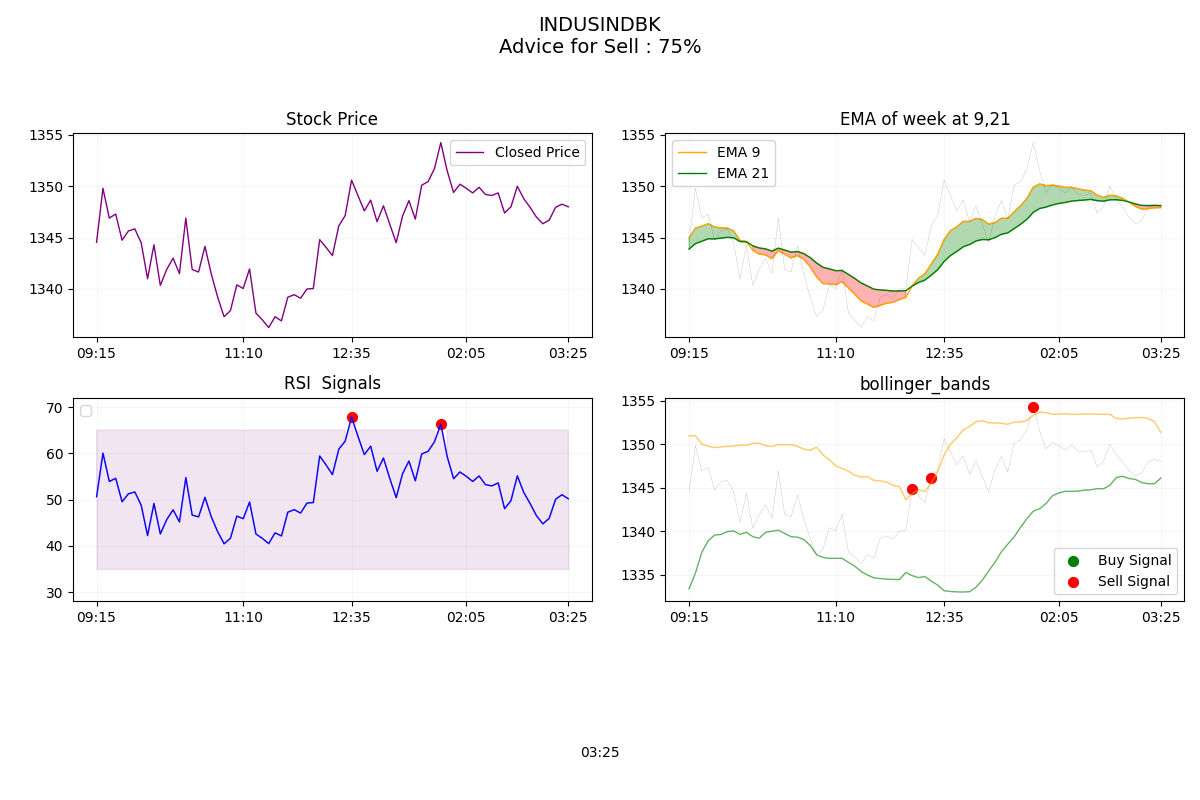 INDUSINDBK
Advice for Sell : 75%
Stock Price
1355
1350
1345
1340
Closed Price
09:15 11:10 12:35 02:05 03:25
EMA of week at 9,21
1355
1350
1345
1340
EMA 9
EMA 21
09:15 11:10 12:35 02:05 03:25
RSI  Signals
70
60
50
40
30
09:15 11:10 12:35 02:05 03:25
bollinger_bands
1355
1350
1345
1340
1335
Buy Signal
Sell Signal
09:15 11:10 12:35 02:05 03:25
03:25